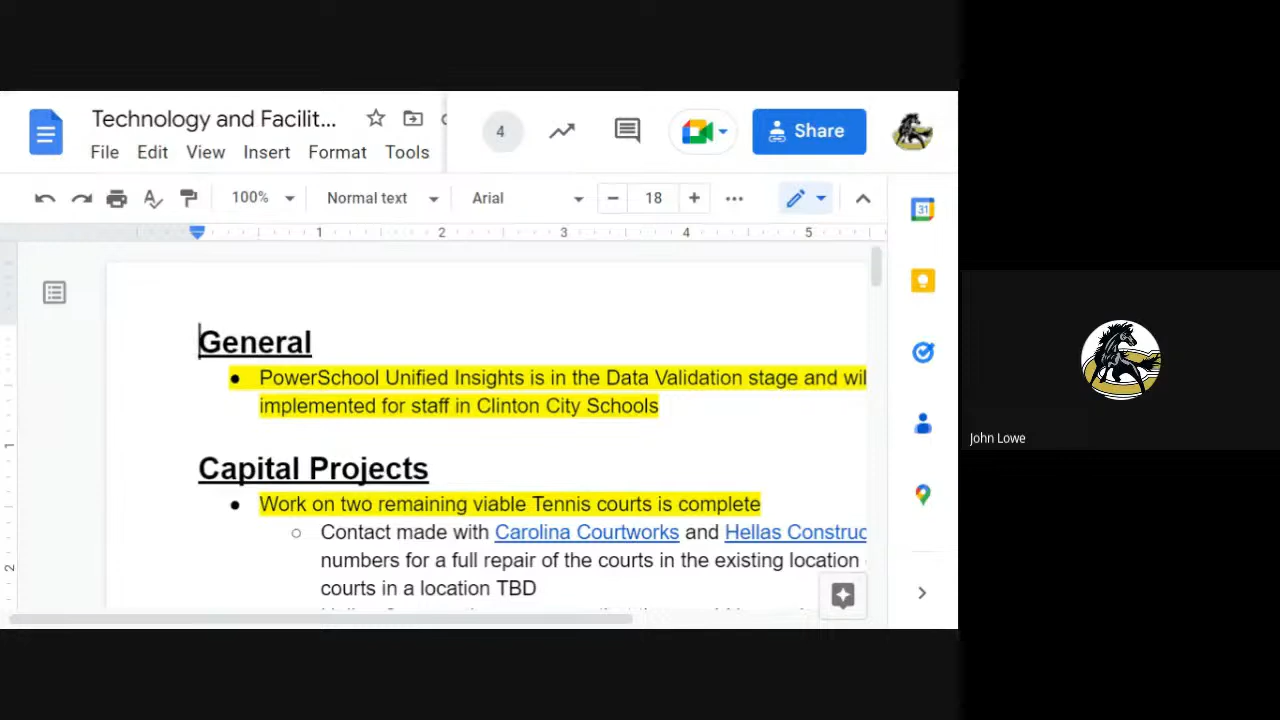 Technology and Facilit...
4
Share
File Edit View Insert Format Tools
100% Normal text Arial 18
31
1 2 3 4 5
General
● PowerSchool Unified Insights is in the Data Validation stage and wil
implemented for staff in Clinton City Schools
Capital Projects
● Work on two remaining viable Tennis courts is complete
○ Contact made with Carolina Courtworks and Hellas Construc
numbers for a full repair of the courts in the existing location
courts in a location TBD
1
2
John Lowe